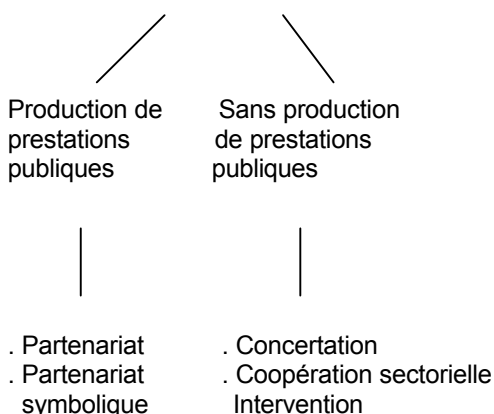 Production de
prestations
publiques
Sans production
de prestations
publiques
. Partenariat
. Partenariat
symbolique
. Concertation
. Coopération sectorielle
Intervention